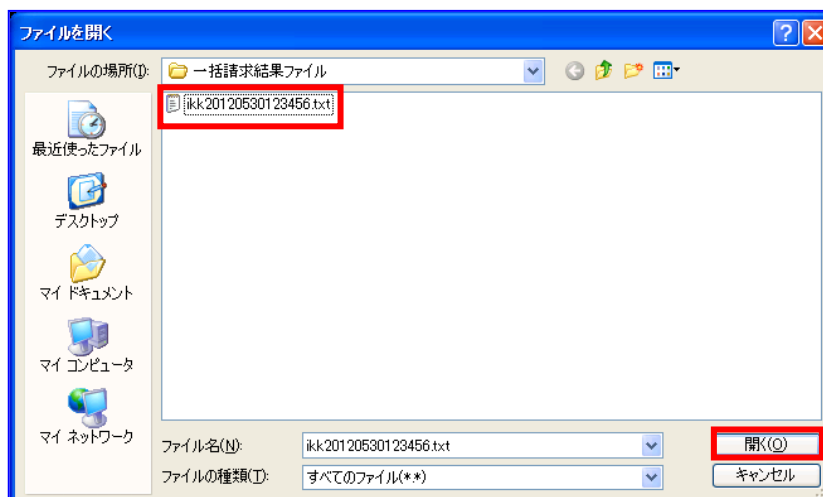 ファイルを開く
ファイルの場所(I):
一括請求結果ファイル
ikk20120530123456.txt
最近使ったファイル
デスクトップ
マイ ドキュメント
マイ コンピュータ
マイ ネットワーク
ファイル名(N):
ikk20120530123456.txt
開く(O)
ファイルの種類(T):
すべてのファイル(*.*)
キャンセル